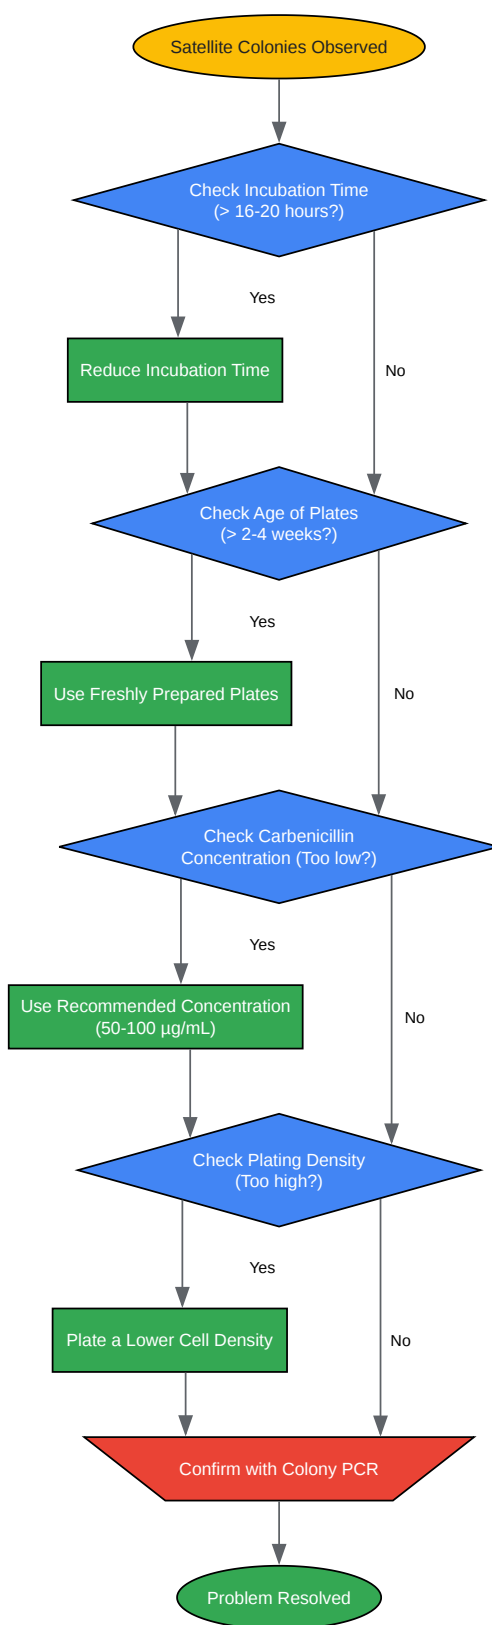 Satellite Colonies Observed
Check Incubation Time
(> 16-20 hours?)
Yes
Reduce Incubation Time
No
Check Age of Plates
(> 2-4 weeks?)
Yes
Use Freshly Prepared Plates
No
Check Carbenicillin
Concentration (Too low?)
Yes
Use Recommended Concentration
(50-100 µg/mL)
No
Check Plating Density
(Too high?)
Yes
Plate a Lower Cell Density
No
Confirm with Colony PCR
Problem Resolved